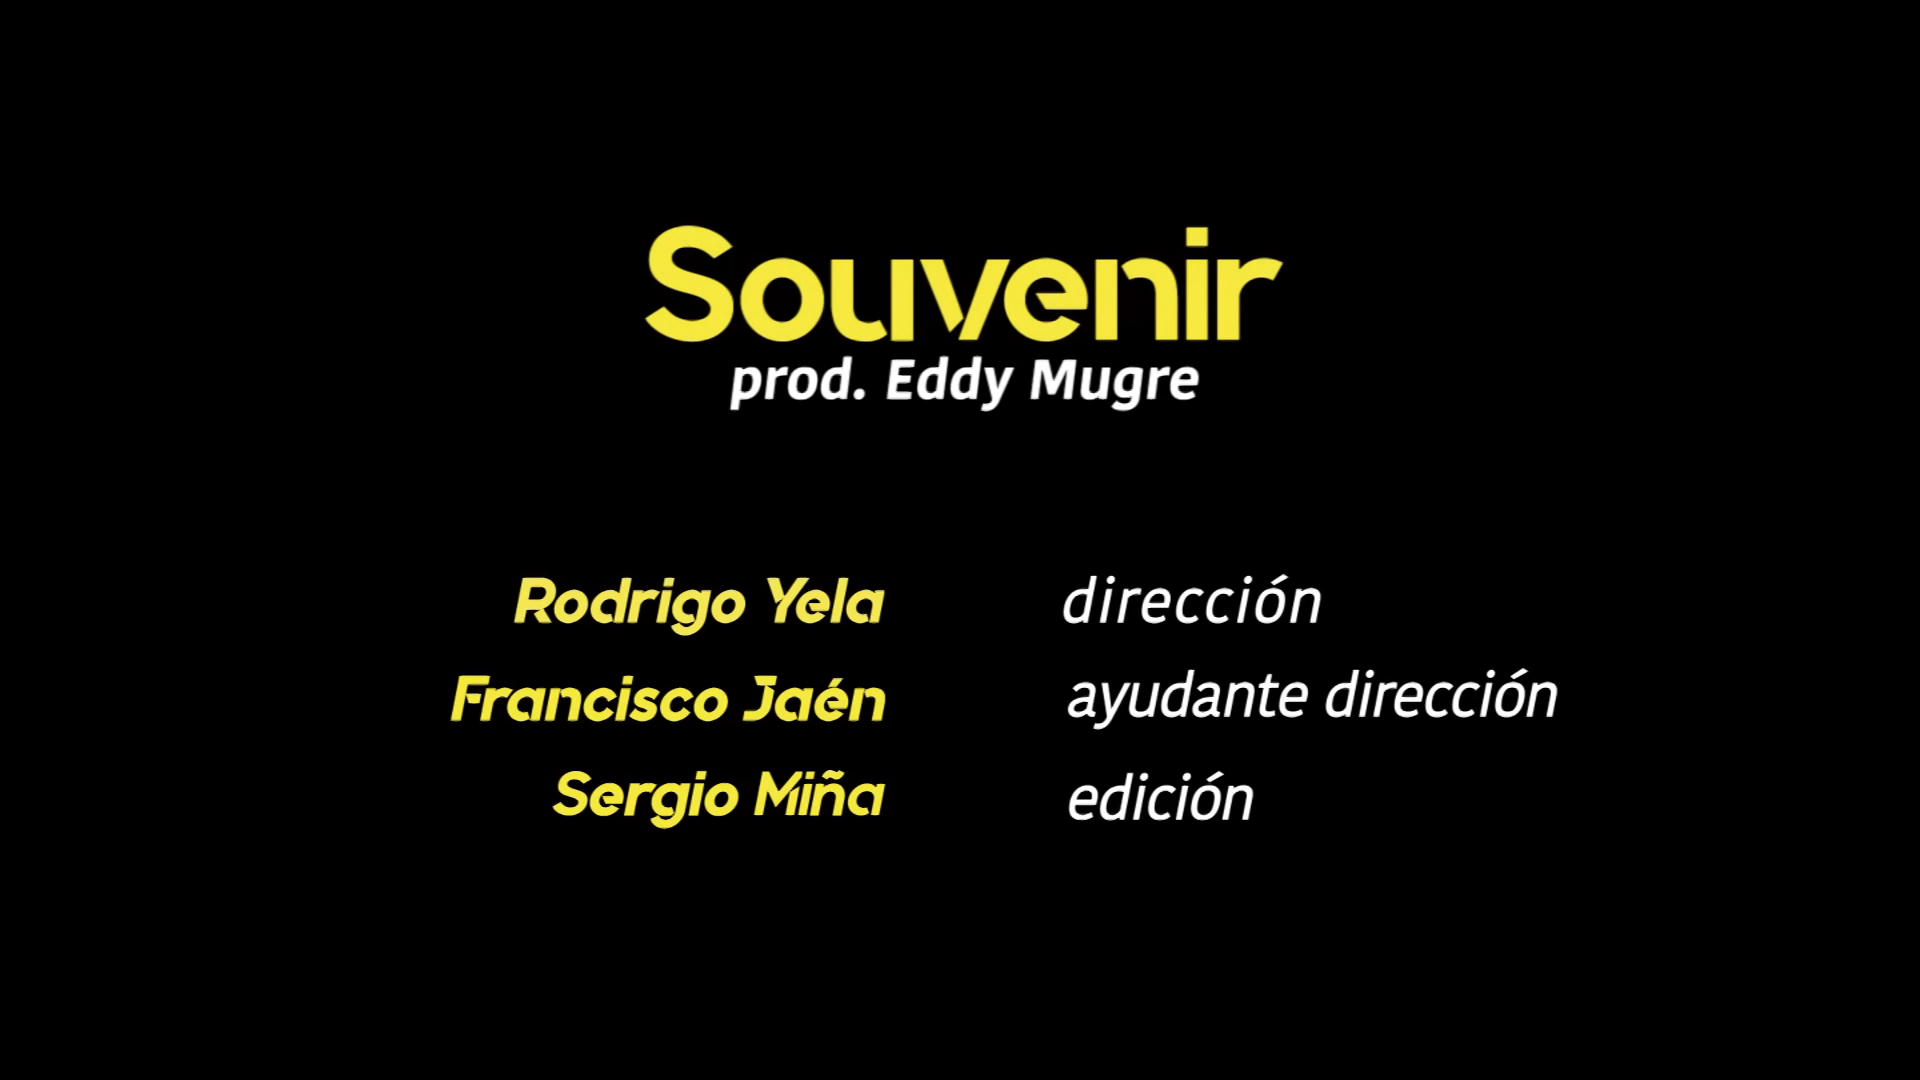 Souvenir
prod. Eddy Mugre
Rodrigo Yela dirección
Francisco Jaén ayudante dirección
Sergio Miña edición